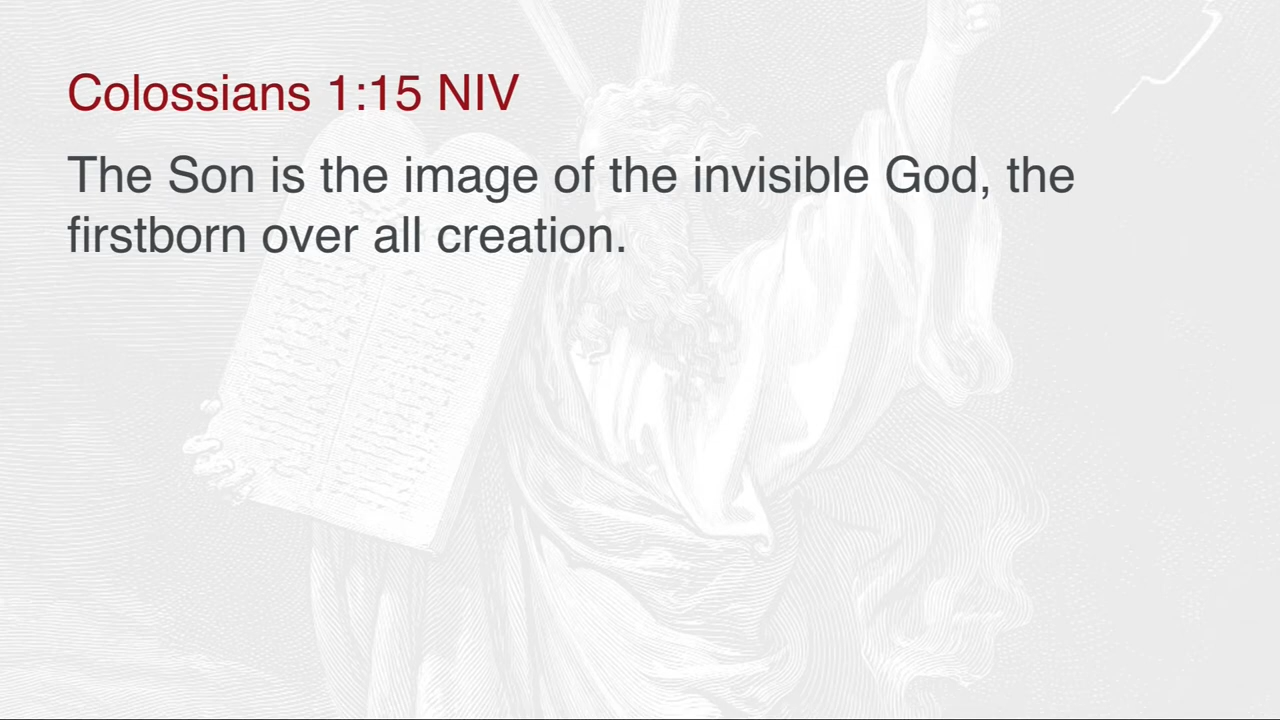 Colossians 1:15 NIV
The Son is the image of the invisible God, the
firstborn over all creation.